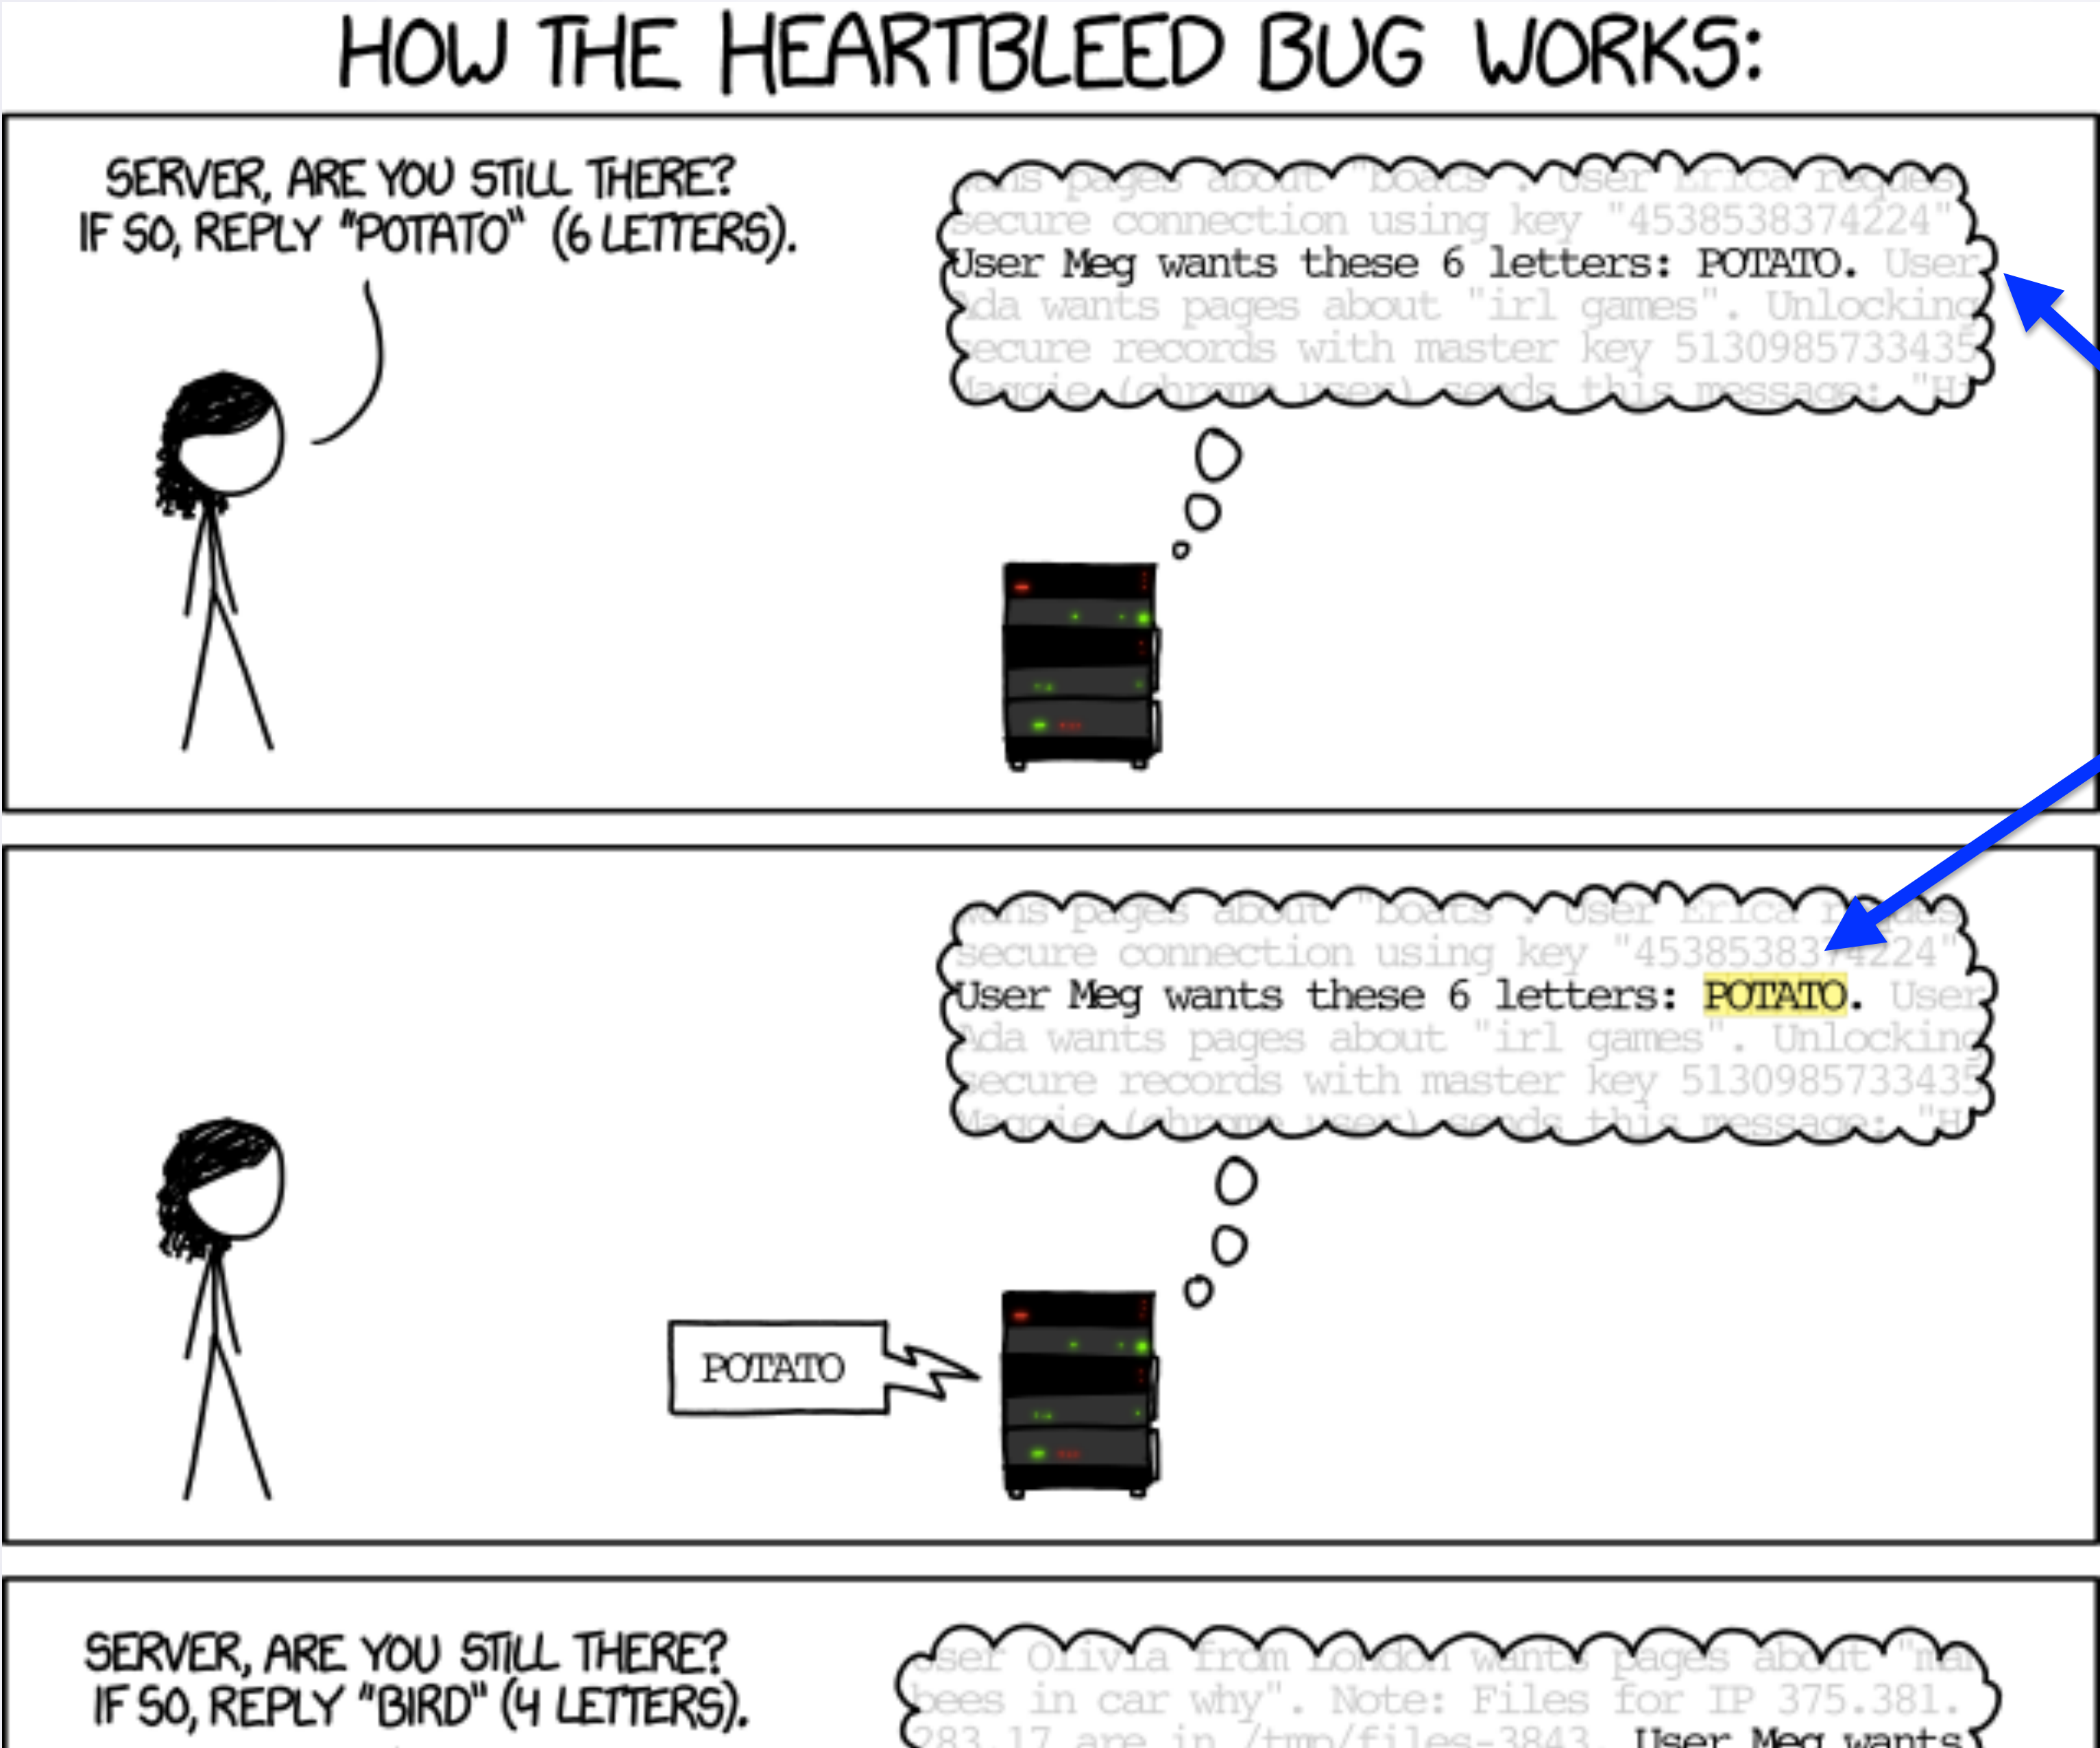 HOW THE HEARTBLEED BUG WORKS:
SERVER, ARE YOU STILL THERE?
IF SO, REPLY "POTATO" (6 LETTERS).
wans pages about "boats". User Erica reques
secure connection using key "4538538374224"
User Meg wants these 6 letters: POTATO. User
Ada wants pages about "irl games". Unlocking
secure records with master key 5130985733435
Maggie (chrome user) sends this message: "H
wans pages about "boats". User Erica reques
secure connection using key "4538538374224"
User Meg wants these 6 letters: POTATO. User
Ada wants pages about "irl games". Unlocking
secure records with master key 5130985733435
Maggie (chrome user) sends this message: "H
POTATO
SERVER, ARE YOU STILL THERE?
IF SO, REPLY "BIRD" (4 LETTERS).
User Olivia from London wants pages about "ma
bees in car why". Note: Files for IP 375.381.
283.17 are in /tmp/files-3843. User Meg wants